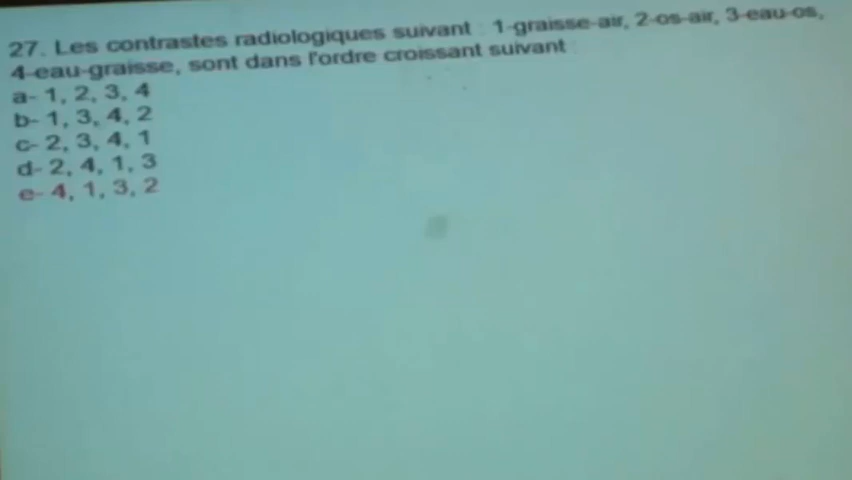 27. Les contrastes radiologiques suivant : 1-graisse-air, 2-os-air, 3-eau-os,
4-eau-graisse, sont dans l'ordre croissant suivant :
a- 1, 2, 3, 4
b- 1, 3, 4, 2
c- 2, 3, 4, 1
d- 2, 4, 1, 3
e- 4, 1, 3, 2